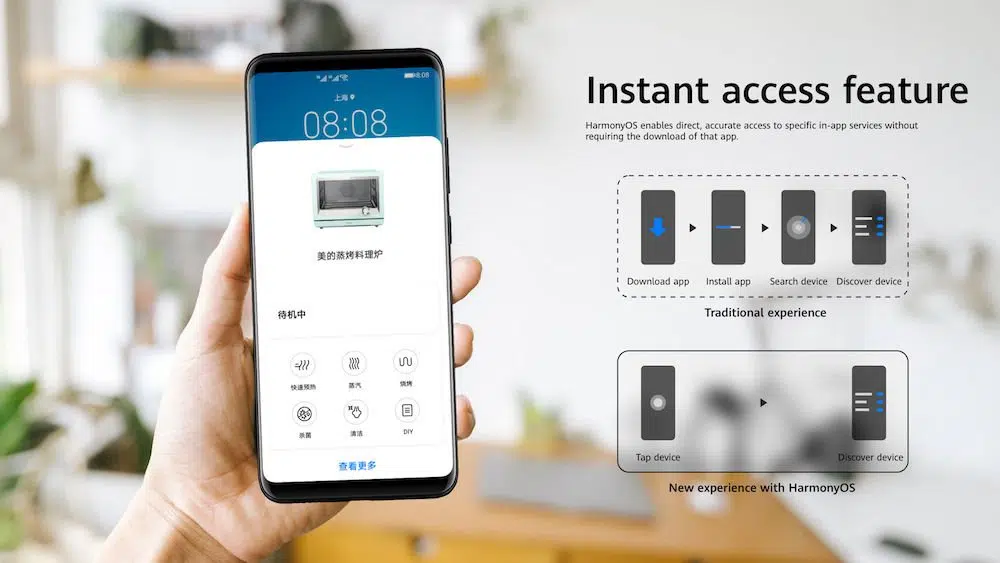 08:08
上海
08:08
美的蒸烤料理炉
待机中
快速预热
蒸汽
烧烤
杀菌
清洁
DIY
查看更多
Instant access feature
HarmonyOS enables direct, accurate access to specific in-app services without
requiring the download of that app.
Download app
Install app
Search device
Discover device
Traditional experience
Tap device
Discover device
New experience with HarmonyOS